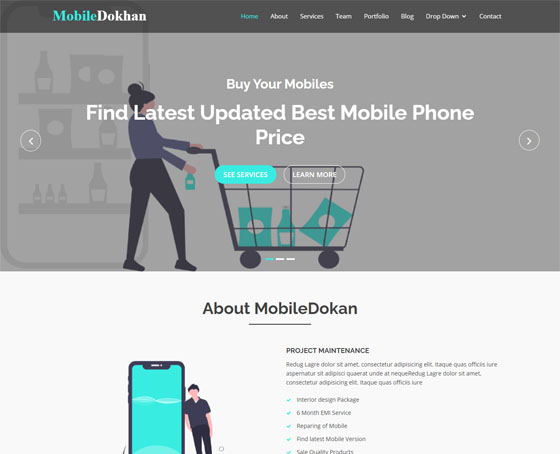 MobileDokhan
Home About Services Team Portfolio Blog Drop Down Contact
Buy Your Mobiles
Find Latest Updated Best Mobile Phone
Price
SEE SERVICES LEARN MORE
About MobileDokan
PROJECT MAINTENANCE
Redug Lagre dolor sit amet, consectetur adipisicing elit. Itaque quas officiis iure
aspernatur sit adipisci quaerat unde at nequeRedug Lagre dolor sit amet,
consectetur adipisicing elit. Itaque quas officiis iure
Interior design Package
6 Month EMI Service
Reparing of Mobile
Find latest Mobile Version
Sale Quality Products